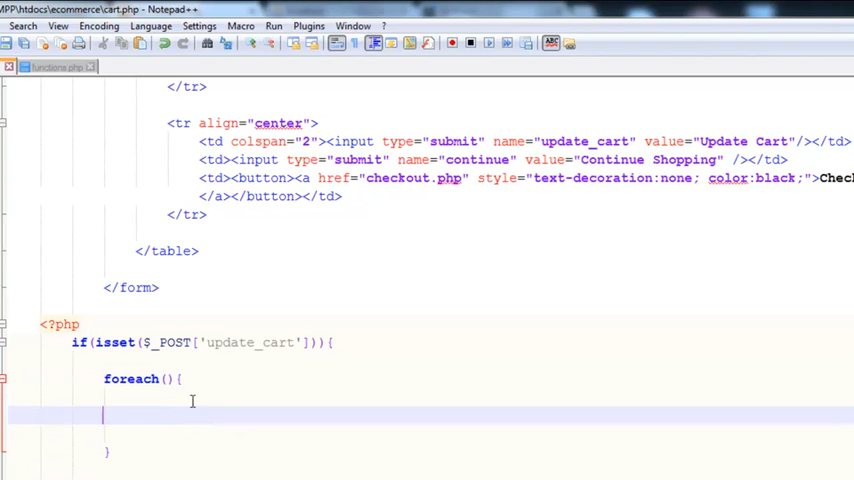 MPP\htdocs\ecommerce\cart.php - Notepad++
Search View Encoding Settings Macro Run Plugins Window ?
functions.php
</tr>
<tr align="center">
<td colspan="2"><input type="submit" name="update_cart" value="Update Cart"/></td>
<td><input type="submit" name="continue" value="Continue Shopping" /></td>
<td><button><a href="checkout.php" style="text-decoration:none; color:black;">Chec
</a></button></td>
</tr>
</table>
</form>
<?php
if(isset($_POST['update_cart'])){
foreach(){
}